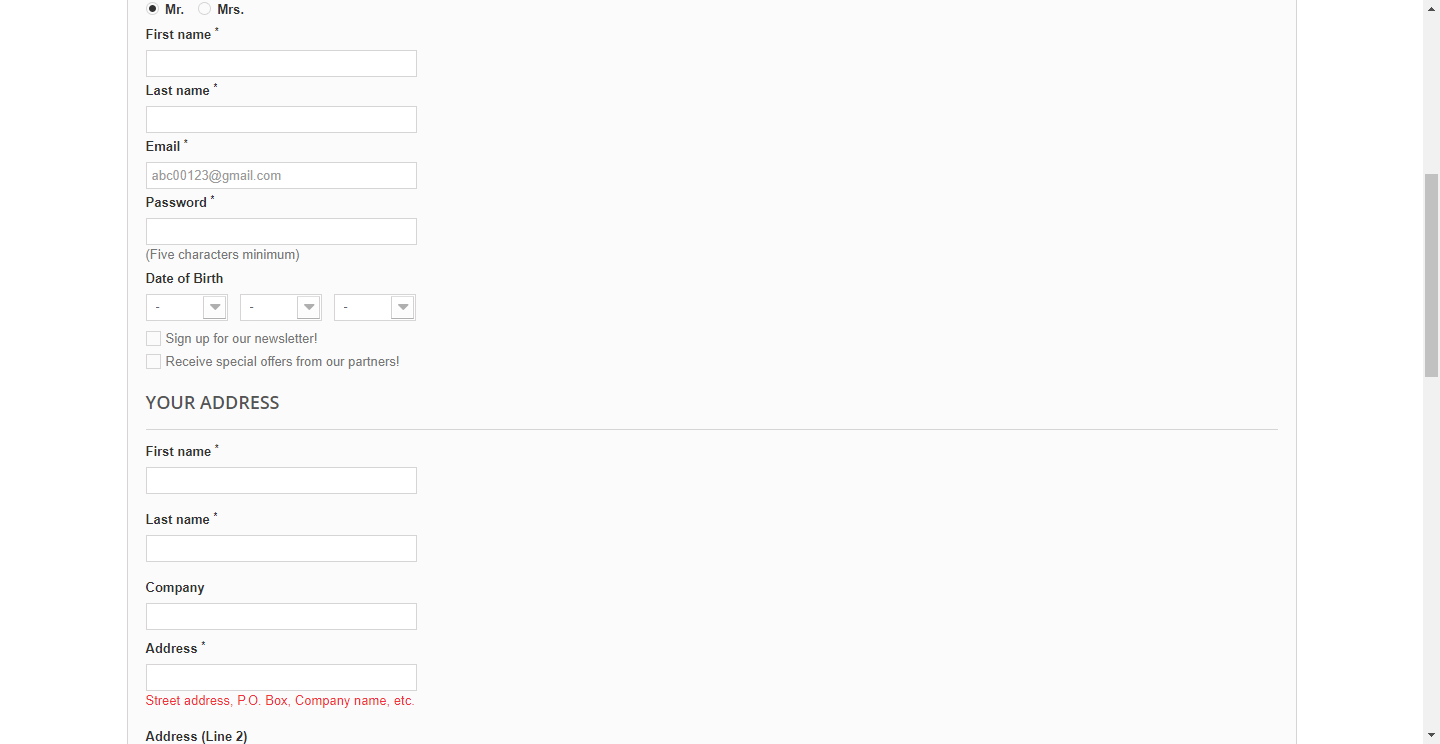 Mr. Mrs.
First name *
Last name *
Email *
abc00123@gmail.com
Password *
(Five characters minimum)
Date of Birth
- - -
Sign up for our newsletter!
Receive special offers from our partners!
YOUR ADDRESS
First name *
Last name *
Company
Address *
Street address, P.O. Box, Company name, etc.
Address (Line 2)